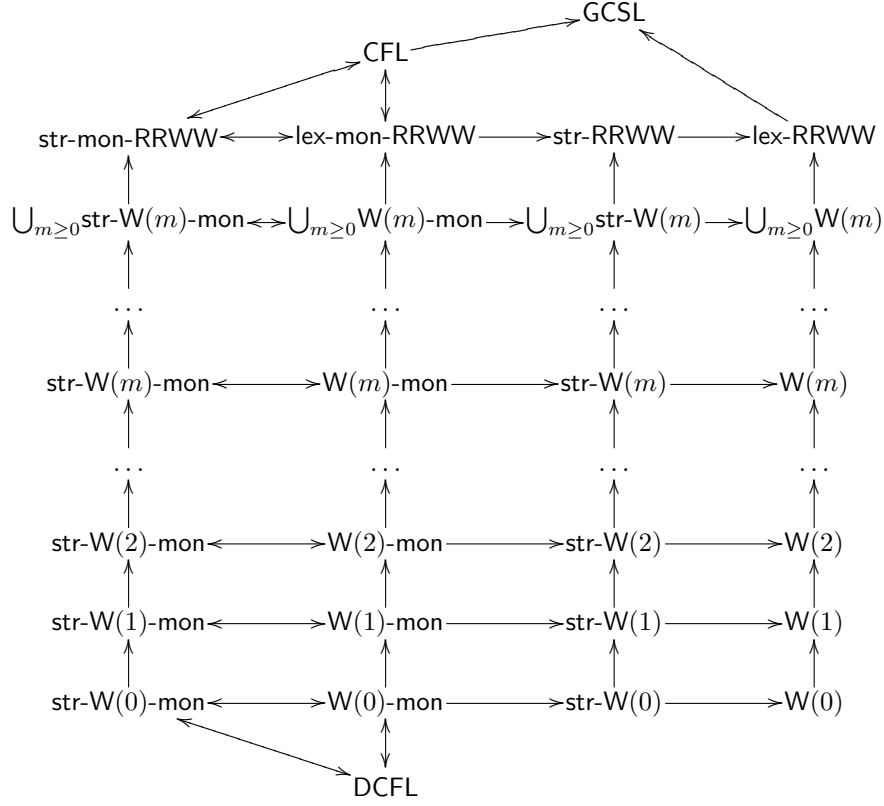 GCSL
CFL
str-mon-RRWW lex-mon-RRWW str-RRWW lex-RRWW
⋃m≥0str-W(m)-mon ⋃m≥0W(m)-mon ⋃m≥0str-W(m) ⋃m≥0W(m)
... ... ... ...
str-W(m)-mon W(m)-mon str-W(m) W(m)
... ... ... ...
str-W(2)-mon W(2)-mon str-W(2) W(2)
str-W(1)-mon W(1)-mon str-W(1) W(1)
str-W(0)-mon W(0)-mon str-W(0) W(0)
DCFL